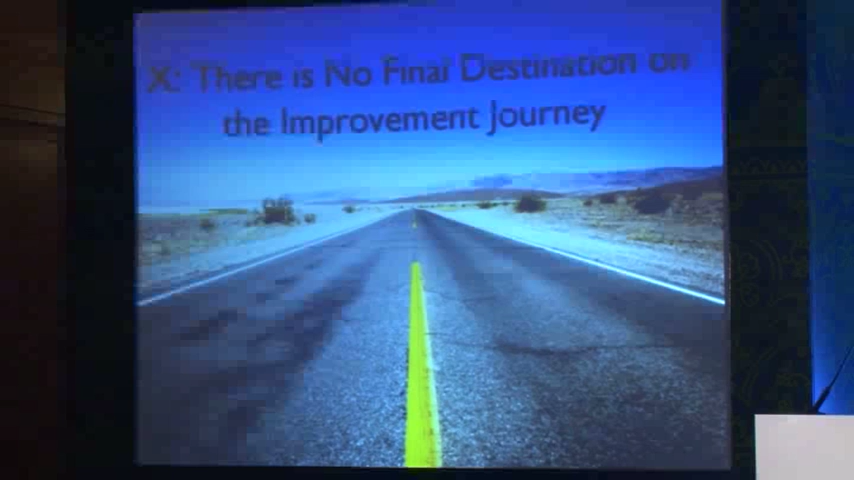 X: There is No Final Destination on
the Improvement Journey